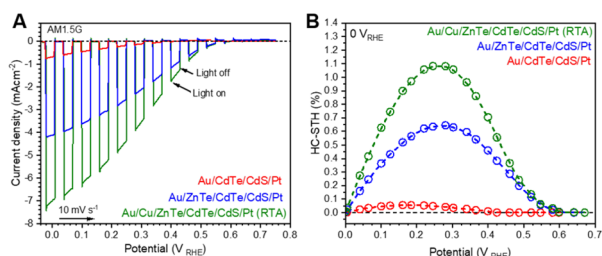 A
AM1.5G
0
-1
-2
-3
-4
-5
-6
-7
-8
Current density (mAcm⁻²)
Light off
Light on
Au/CdTe/CdS/Pt
Au/ZnTe/CdTe/CdS/Pt
Au/Cu/ZnTe/CdTe/CdS/Pt (RTA)
10 mV s⁻¹
0.0 0.1 0.2 0.3 0.4 0.5 0.6 0.7 0.8
Potential (V RHE)
B
0 VRHE
Au/Cu/ZnTe/CdTe/CdS/Pt (RTA)
Au/ZnTe/CdTe/CdS/Pt
Au/CdTe/CdS/Pt
1.4
1.3
1.2
1.1
1.0
0.9
0.8
0.7
0.6
0.5
0.4
0.3
0.2
0.1
0.0
HC-STH (%)
0.0 0.1 0.2 0.3 0.4 0.5 0.6 0.7
Potential (VRHE)